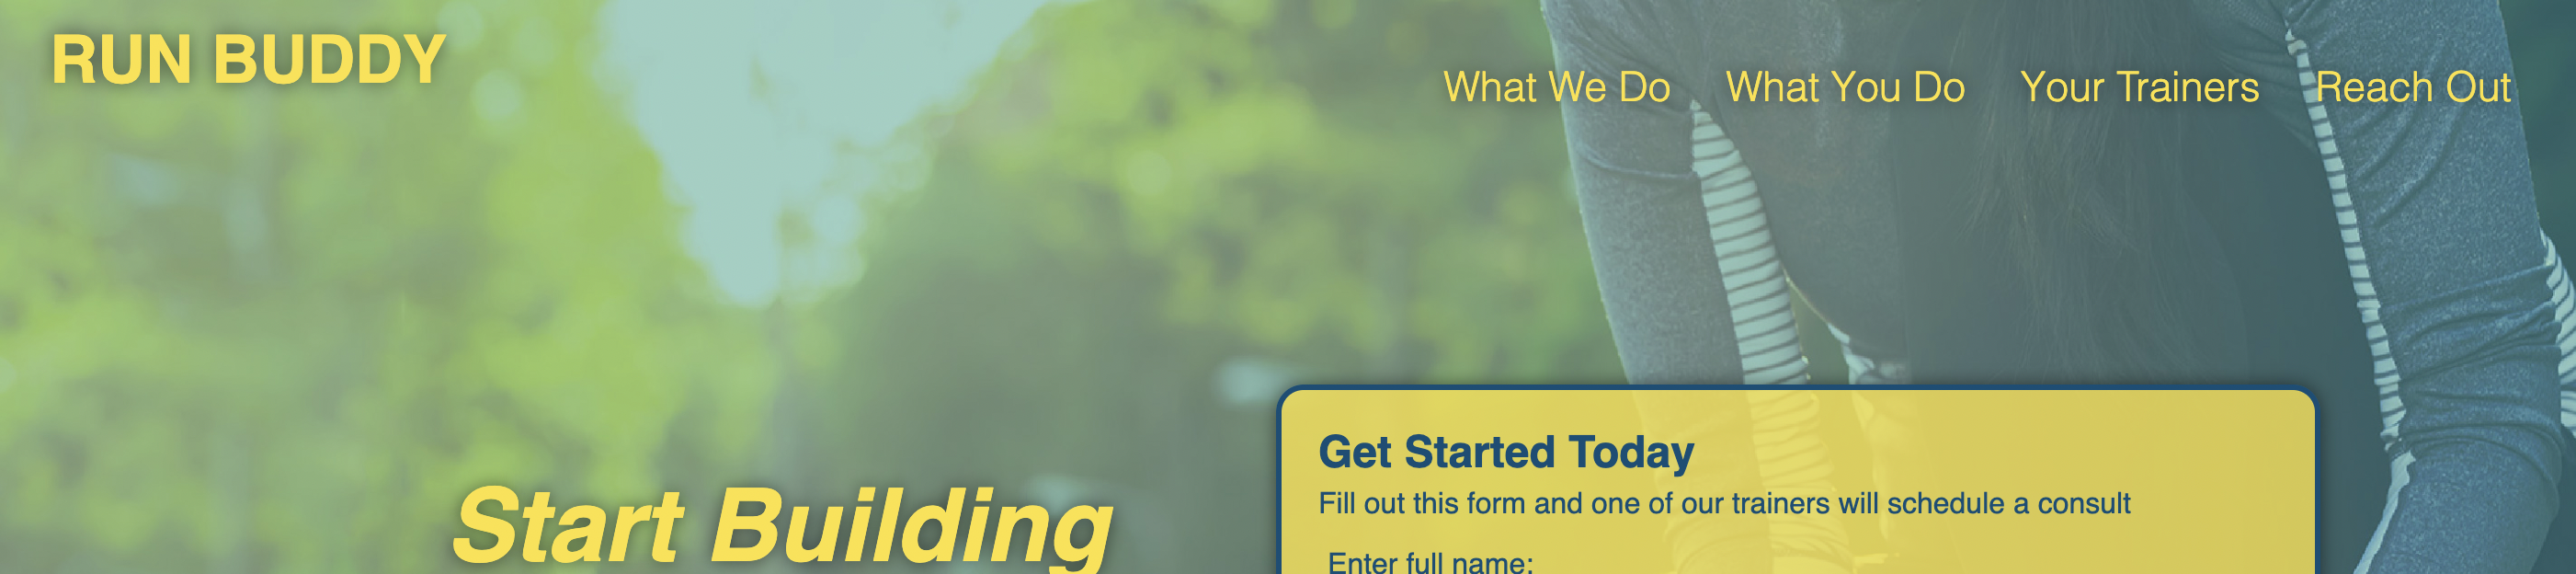 RUN BUDDY
What We Do What You Do Your Trainers Reach Out
Start Building
Get Started Today
Fill out this form and one of our trainers will schedule a consult
Enter full name: